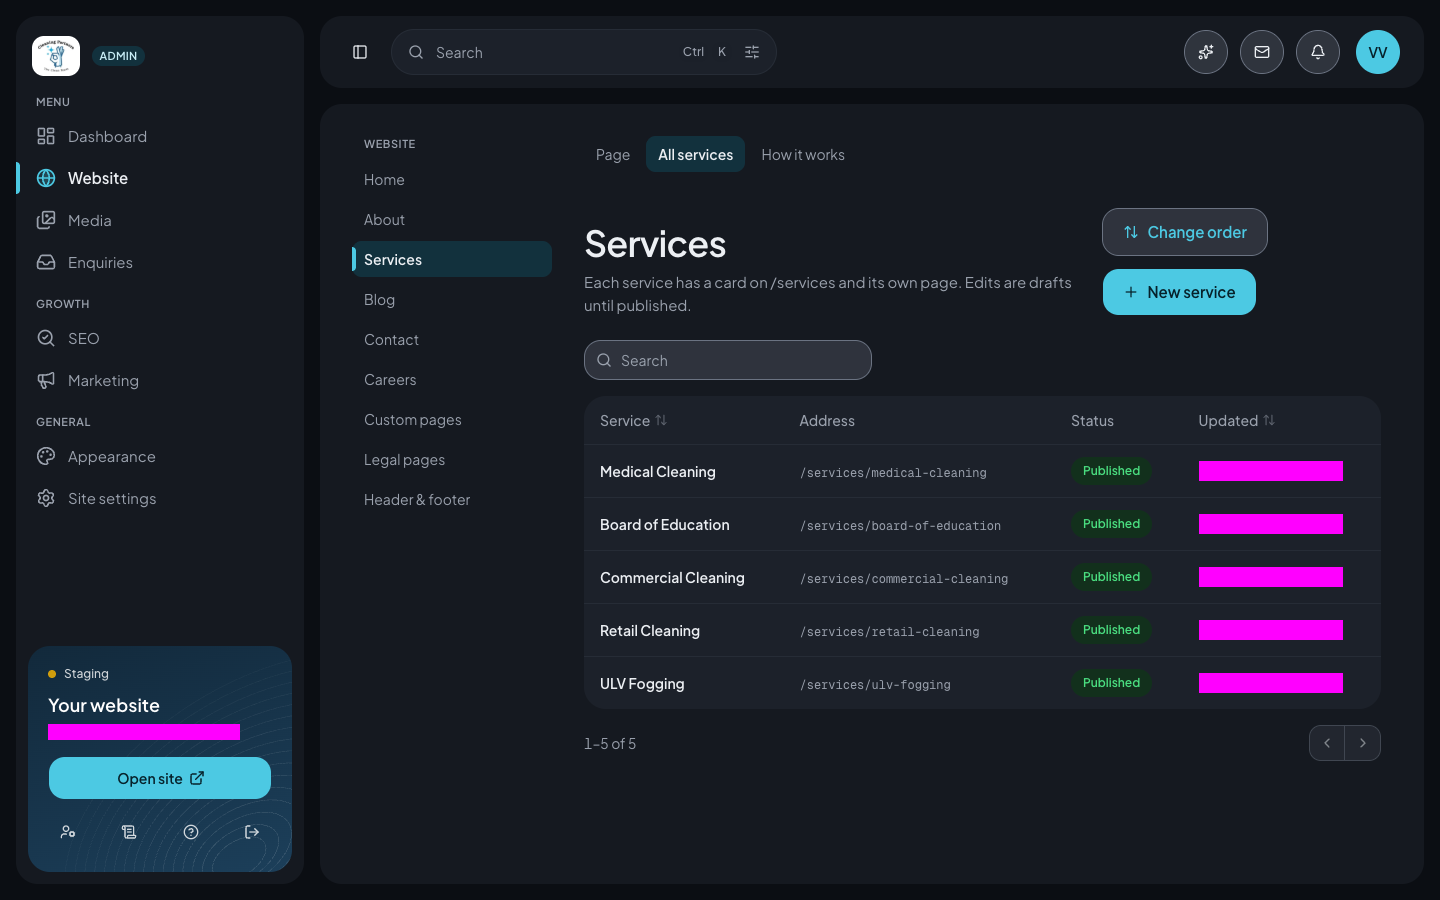 ADMIN
MENU
Dashboard
Website
Media
Enquiries
GROWTH
SEO
Marketing
GENERAL
Appearance
Site settings
Staging
Your website
Open site
Search
Ctrl K
VV
WEBSITE
Home
About
Services
Blog
Contact
Careers
Custom pages
Legal pages
Header & footer
Page
All services
How it works
Services
Each service has a card on /services and its own page. Edits are drafts
until published.
Change order
New service
Search
Service Address Status Updated
Medical Cleaning /services/medical-cleaning Published
Board of Education /services/board-of-education Published
Commercial Cleaning /services/commercial-cleaning Published
Retail Cleaning /services/retail-cleaning Published
ULV Fogging /services/ulv-fogging Published
1–5 of 5